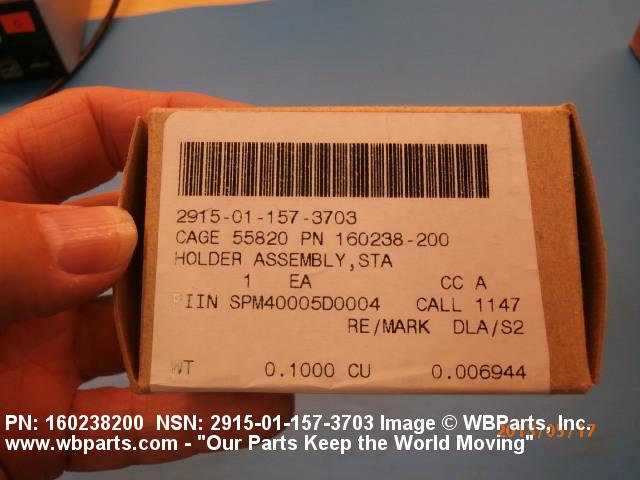 2915-01-157-3703
CAGE 55820 PN 160238-200
HOLDER ASSEMBLY,STA
1 EA CC A
PIIN SPM40005D0004 CALL 1147
RE/MARK DLA/S2
WT 0.1000 CU 0.006944
PN: 160238200 NSN: 2915-01-157-3703 Image © WBParts, Inc.
www.wbparts.com - "Our Parts Keep the World Moving"